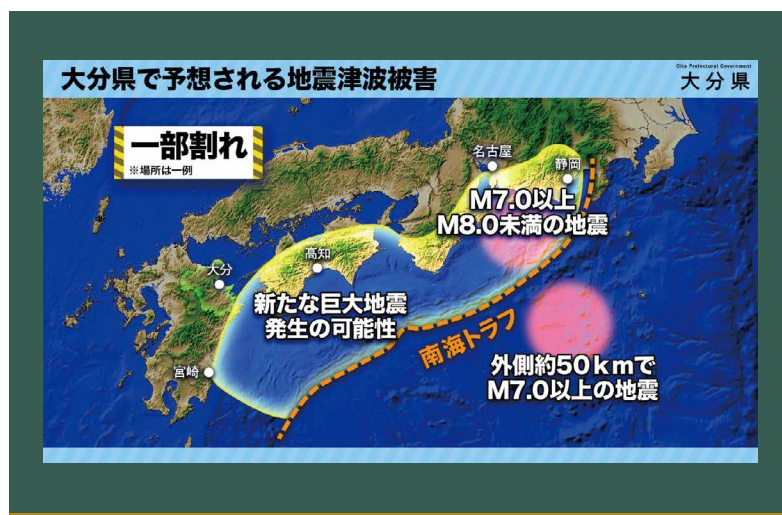 大分県で予想される地震津波被害
Oita Prefectural Government
大分県
一部割れ
※場所は一例
名古屋
静岡
M7.0以上
M8.0未満の地震
高知
大分
新たな巨大地震
発生の可能性
南海トラフ
宮崎
外側約50kmで
M7.0以上の地震